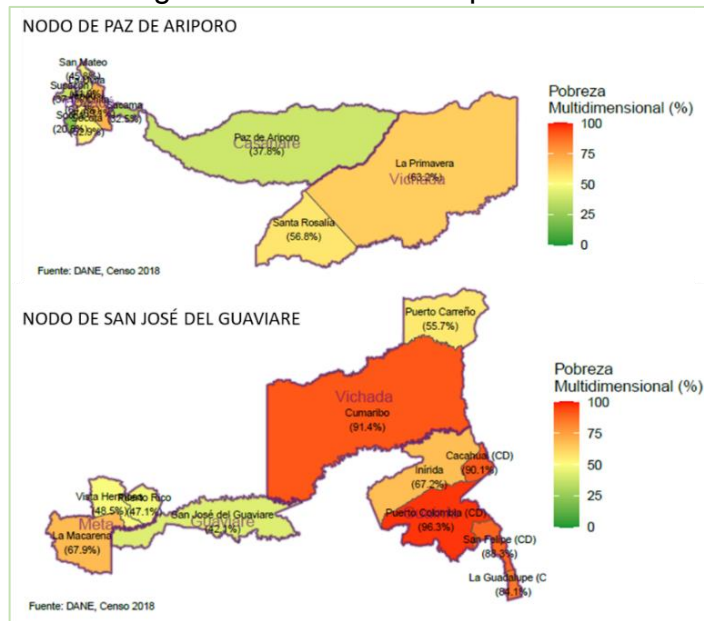 NODO DE PAZ DE ARIPORO
San Mateo
Paz de Ariporo
Casanare
(37.8%)
La Primavera
(63.2%)
Vichada
Santa Rosalía
(56.8%)
Pobreza
Multidimensional (%)
100
75
50
25
0
Fuente: DANE, Censo 2018
NODO DE SAN JOSÉ DEL GUAVIARE
Puerto Carreño
(55.7%)
Vichada
Cumaribo
(91.4%)
Cacahual (CD)
(90.1%)
Inírida
(67.2%)
Puerto Colombia (CD)
(96.3%)
San Felipe (CD)
(88.3%)
La Guadalupe (C
(84.1%)
Puerto Rico
(48.5%)
(47.1%)
San José del Guaviare
Guaviare
(42.1%)
Meta
La Macarena
(67.9%)
Pobreza
Multidimensional (%)
100
75
50
25
0
Fuente: DANE, Censo 2018